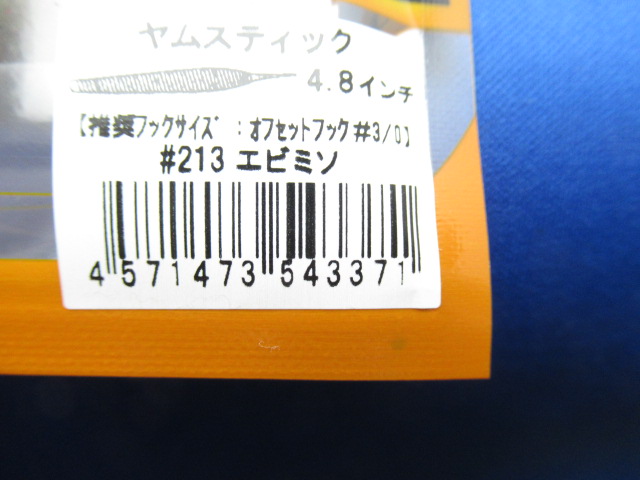 ヤムスティック
4.8インチ
【推奨フックサイズ：オフセットフック#3/0】
#213 エビミソ
4 571473 543371